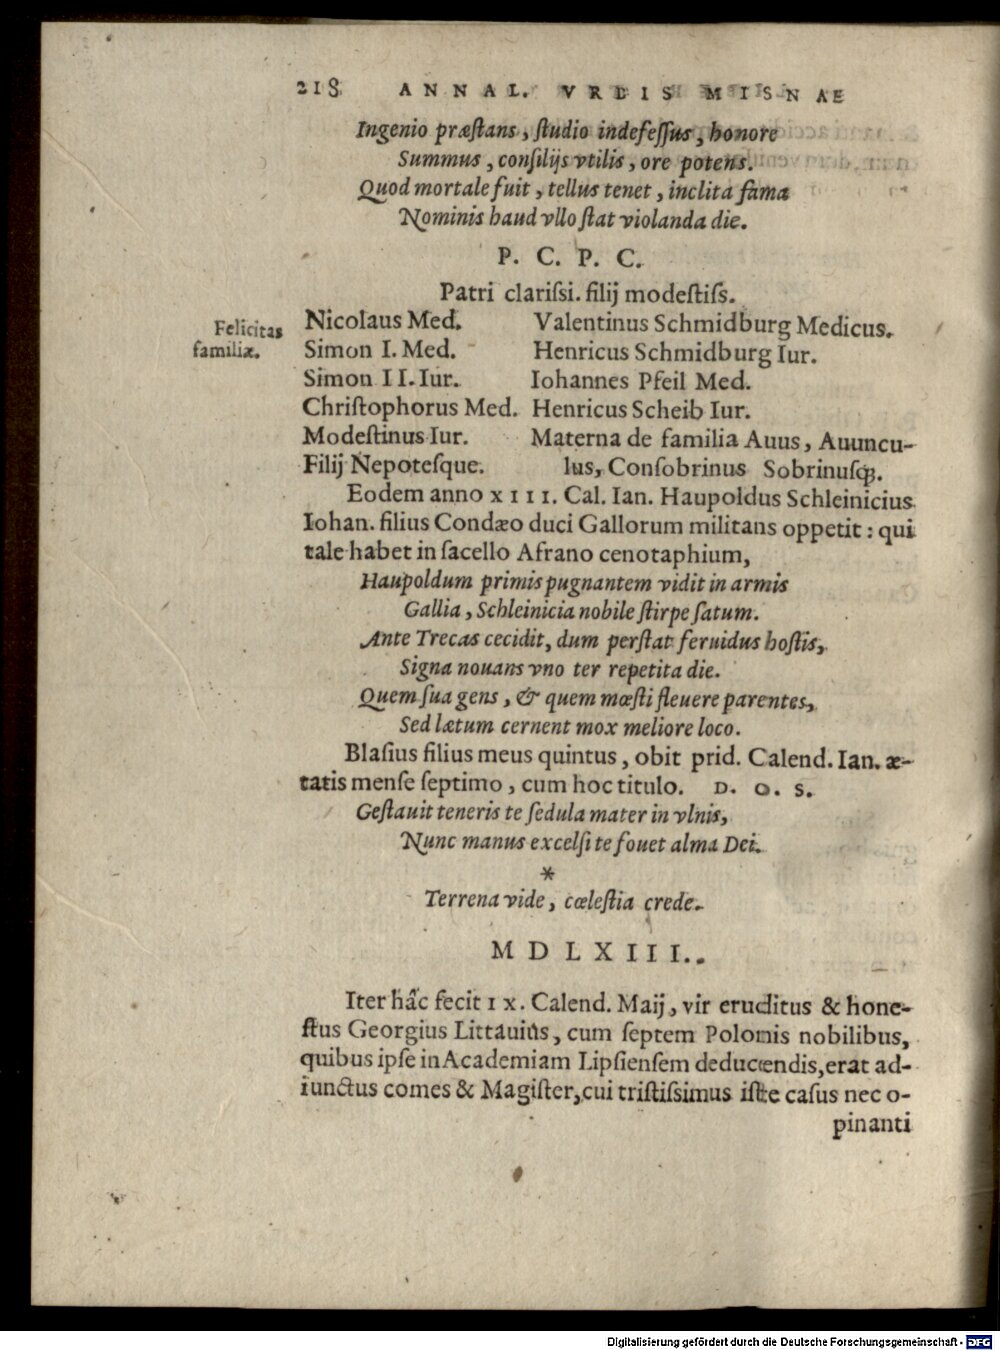 218 ANNAL. VRBIS MISNAE
Ingenio præſtans, ſtudio indefeſſus, honore
Summus, conſilijs vtilis, ore potens.
Quod mortale fuit, tellus tenet, inclita fama
Nominis haud vllo ſtat violanda die.
P. C. P. C.
Patri clariſsi. filij modeſtiſs.
Felicitas familiæ.
Nicolaus Med. Valentinus Schmidburg Medicus.
Simon I. Med. Henricus Schmidburg Iur.
Simon II. Iur. Iohannes Pfeil Med.
Chriſtophorus Med. Henricus Scheib Iur.
Modeſtinus Iur. Materna de familia Auus, Auuncu-
Filij Nepoteſque. lus, Conſobrinus Sobrinusq́;.
Eodem anno XIII. Cal. Ian. Haupoldus Schleinicius
Iohan. filius Condæo duci Gallorum militans oppetit: qui
tale habet in ſacello Afrano cenotaphium,
Haupoldum primis pugnantem vidit in armis
Gallia, Schleinicia nobile ſtirpe ſatum.
Ante Trecas cecidit, dum perſtat feruidus hoſtis,
Signa nouans vno ter repetita die.
Quem ſua gens, & quem mœſti fleuere parentes,
Sed lætum cernent mox meliore loco.
Blaſius filius meus quintus, obit prid. Calend. Ian. æ-
tatis menſe ſeptimo, cum hoc titulo. D. O. S.
Geſtauit teneris te ſedula mater in vlnis,
Nunc manus excelſi te fouet alma Dei.
*
Terrena vide, cœleſtia crede.
MDLXIII.
Iter hâc fecit IX. Calend. Maij, vir eruditus & hone-
ſtus Georgius Littauius, cum ſeptem Polonis nobilibus,
quibus ipſe in Academiam Lipſienſem deducendis, erat ad-
iunctus comes & Magiſter, cui triſtiſsimus iſte caſus nec o-
pinanti
Digitalisierung gefördert durch die Deutsche Forschungsgemeinschaft - DFG